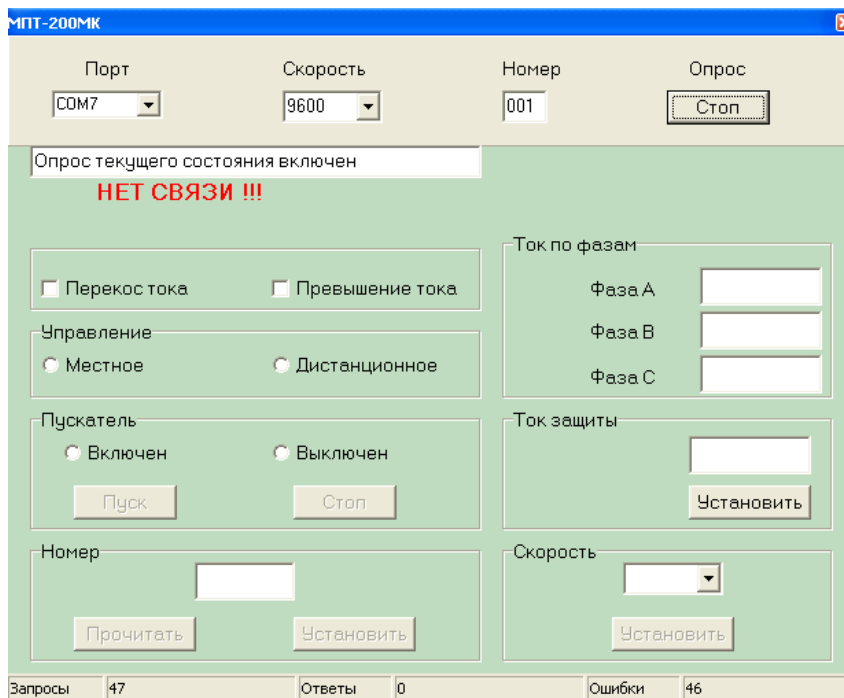 МПТ-200МК
Порт Скорость Номер Опрос
COM7 9600 001 Стоп
Опрос текущего состояния включен
НЕТ СВЯЗИ !!!
Ток по фазам
Перекос тока Превышение тока Фаза А
Управление Фаза В
Местное Дистанционное Фаза С
Пускатель Ток защиты
Включен Выключен
Пуск Стоп Установить
Номер Скорость
Прочитать Установить Установить
Запросы 47 Ответы 0 Ошибки 46